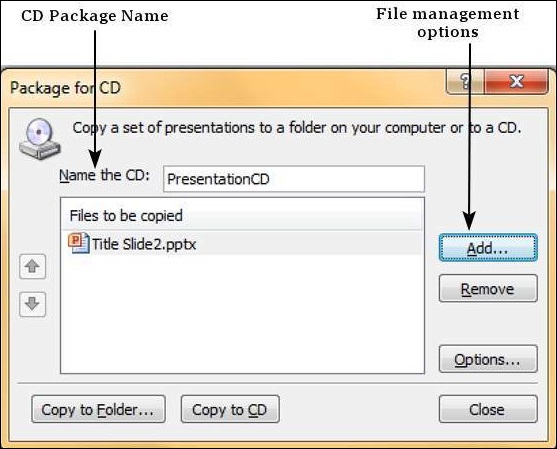 CD Package Name
File management
options
Package for CD
?
Copy a set of presentations to a folder on your computer or to a CD.
Name the CD: PresentationCD
Files to be copied
Title Slide2.pptx
Add...
Remove
Options...
Copy to Folder... Copy to CD Close